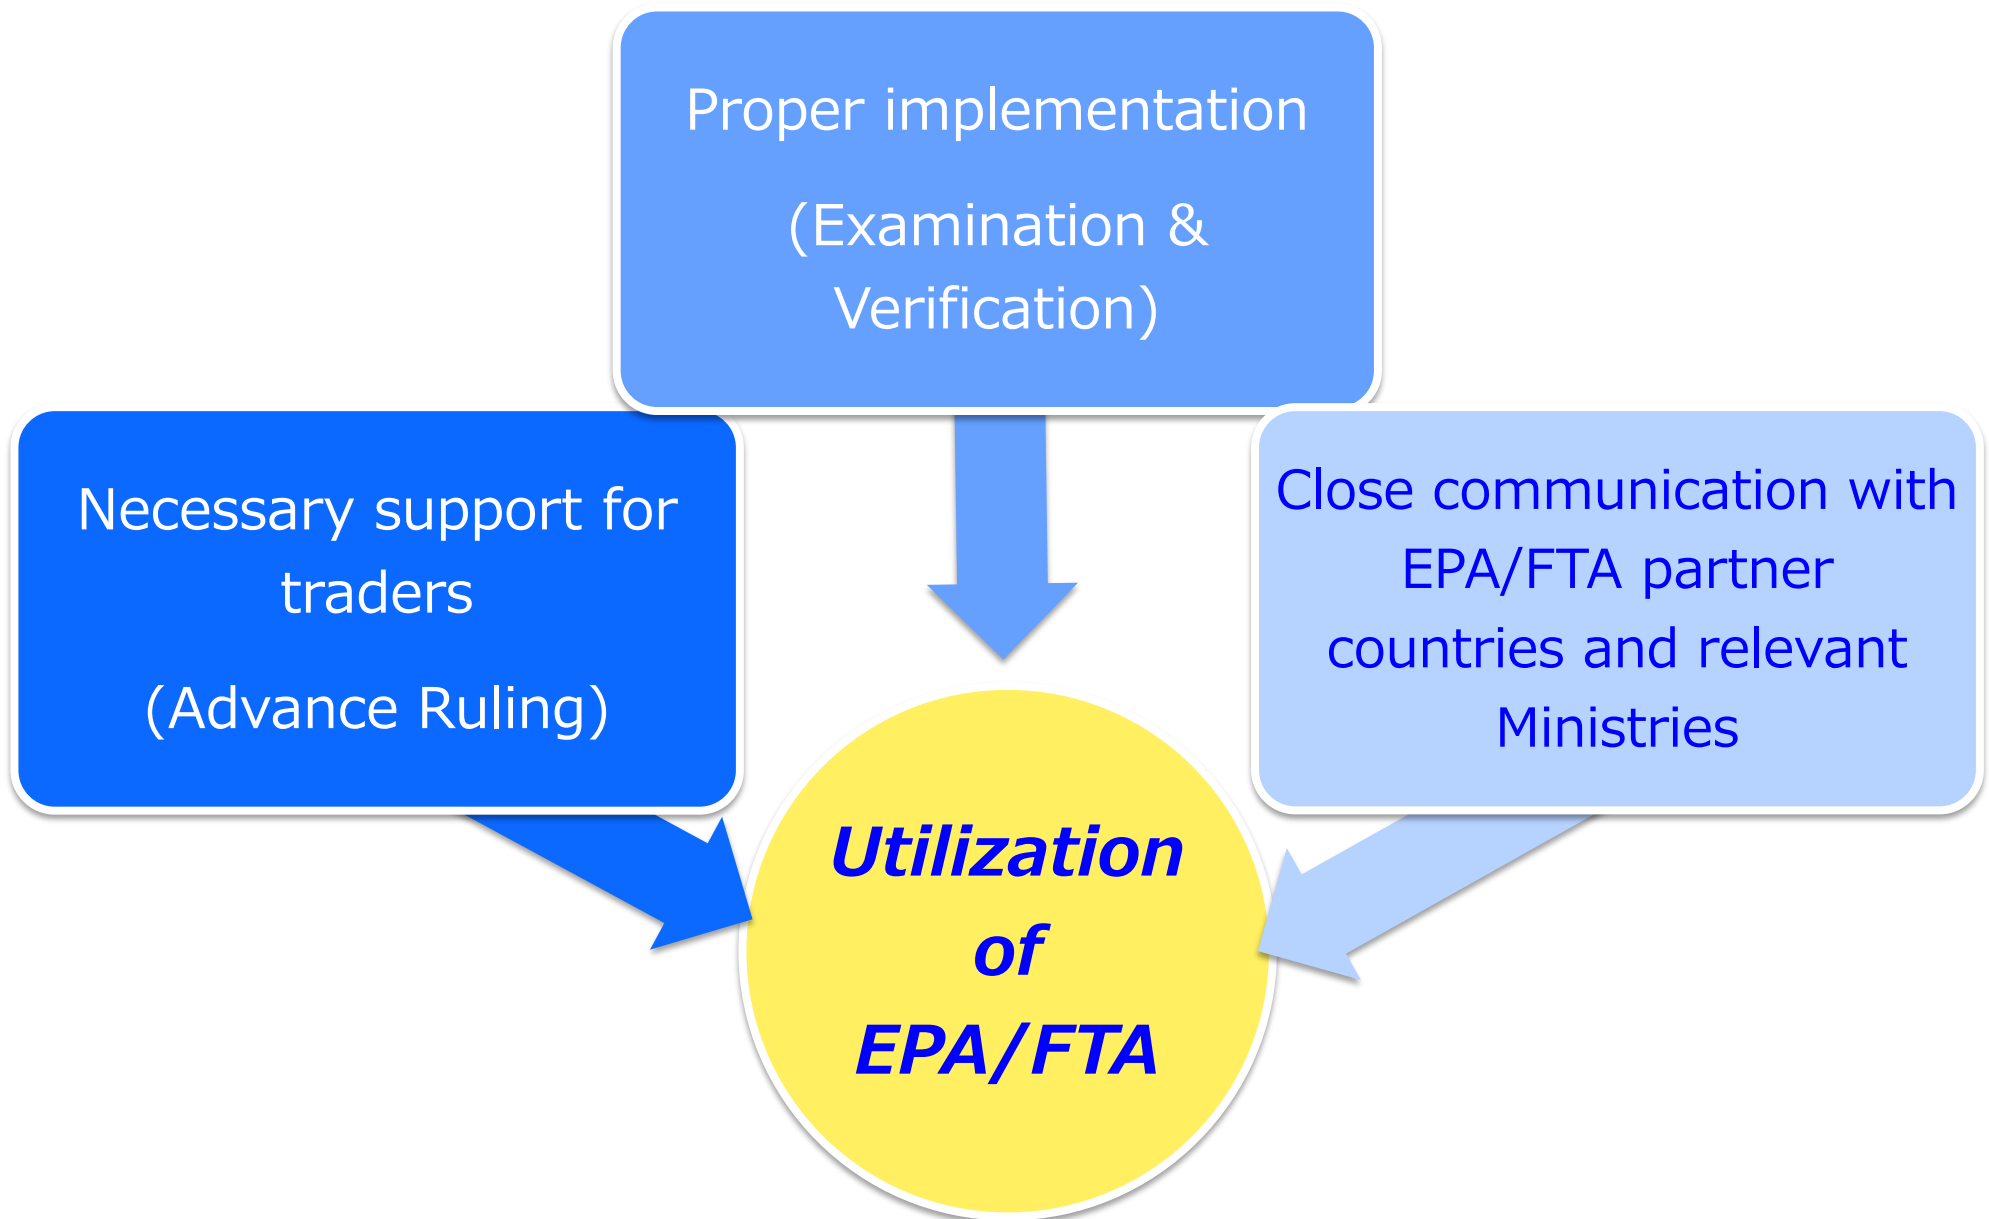 Proper implementation
(Examination &
Verification)
Necessary support for
traders
(Advance Ruling)
Close communication with
EPA/FTA partner
countries and relevant
Ministries
Utilization
of
EPA/FTA